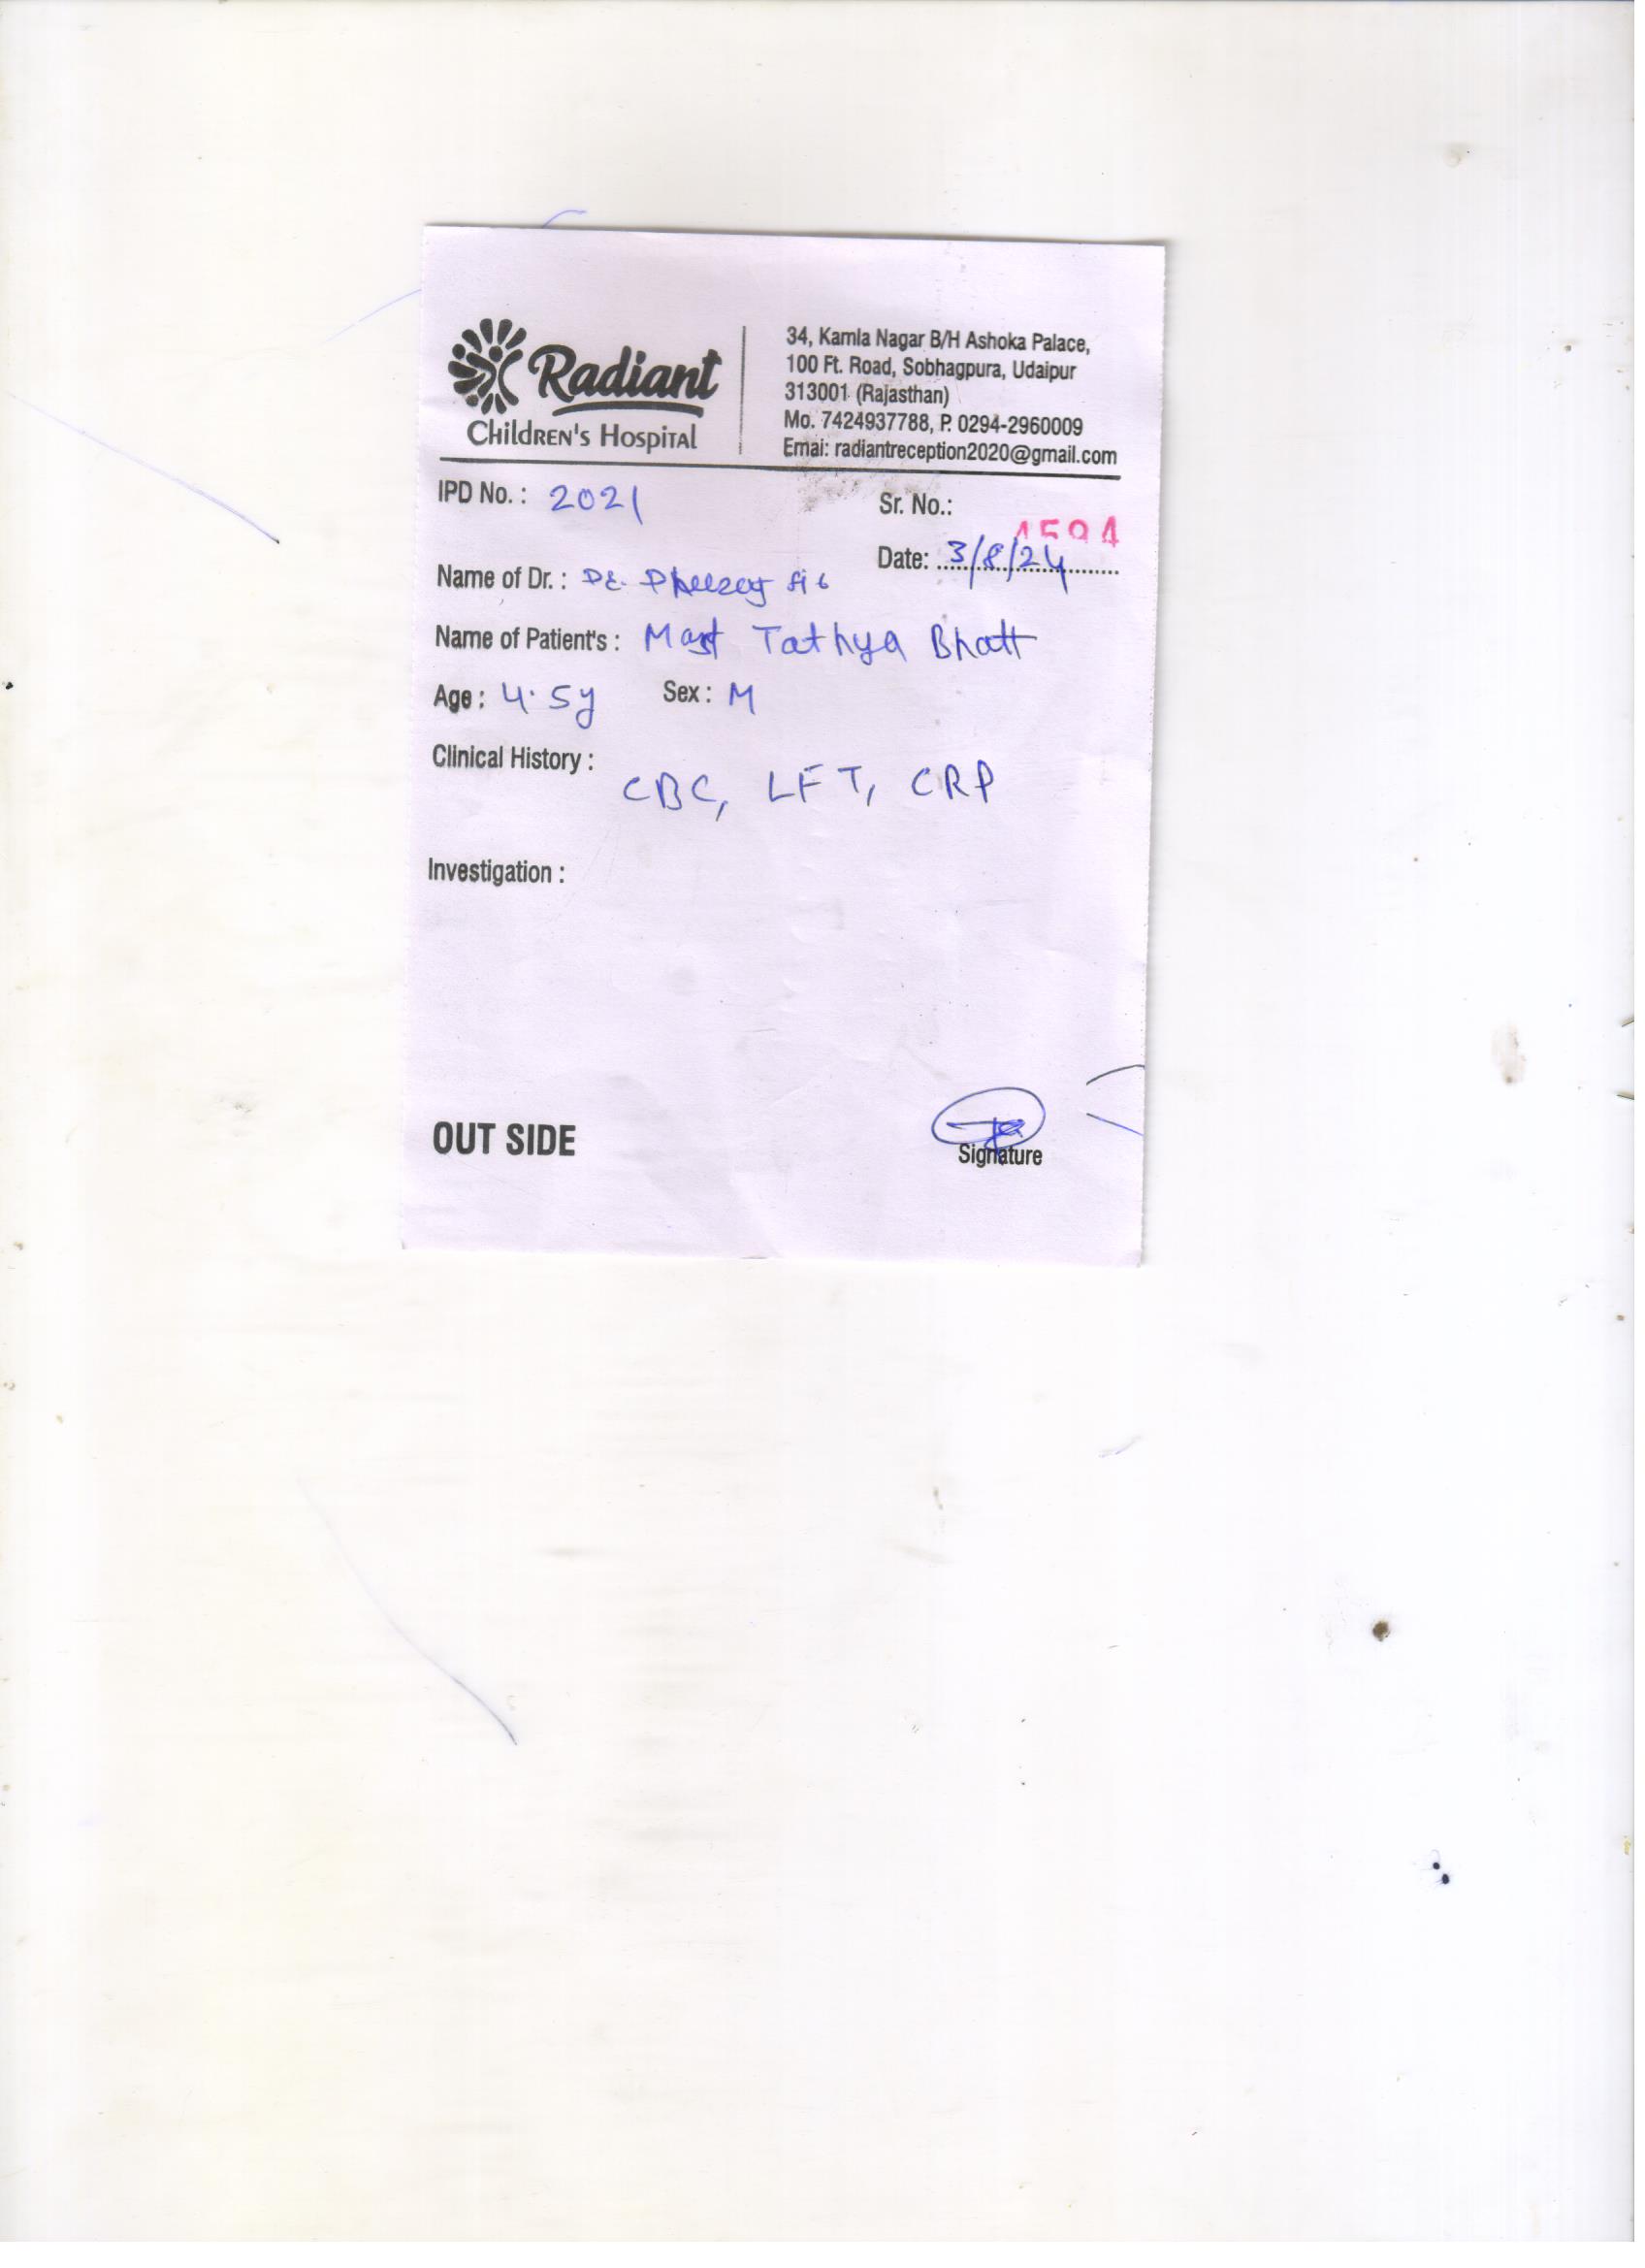 Radiant
Children's Hospital
34, Kamla Nagar B/H Ashoka Palace,
100 Ft. Road, Sobhagpura, Udaipur
313001 (Rajasthan)
Mo. 7424937788, P. 0294-2960009
Emai: radiantreception2020@gmail.com
IPD No. : 2021
Sr. No.: 1594
Date: 3/8/24
Name of Dr. :
Name of Patient's : Mast Tathya Bhatt
Age : 4.5y Sex : M
Clinical History :
CBC, LFT, CRP
Investigation :
OUT SIDE
Signature